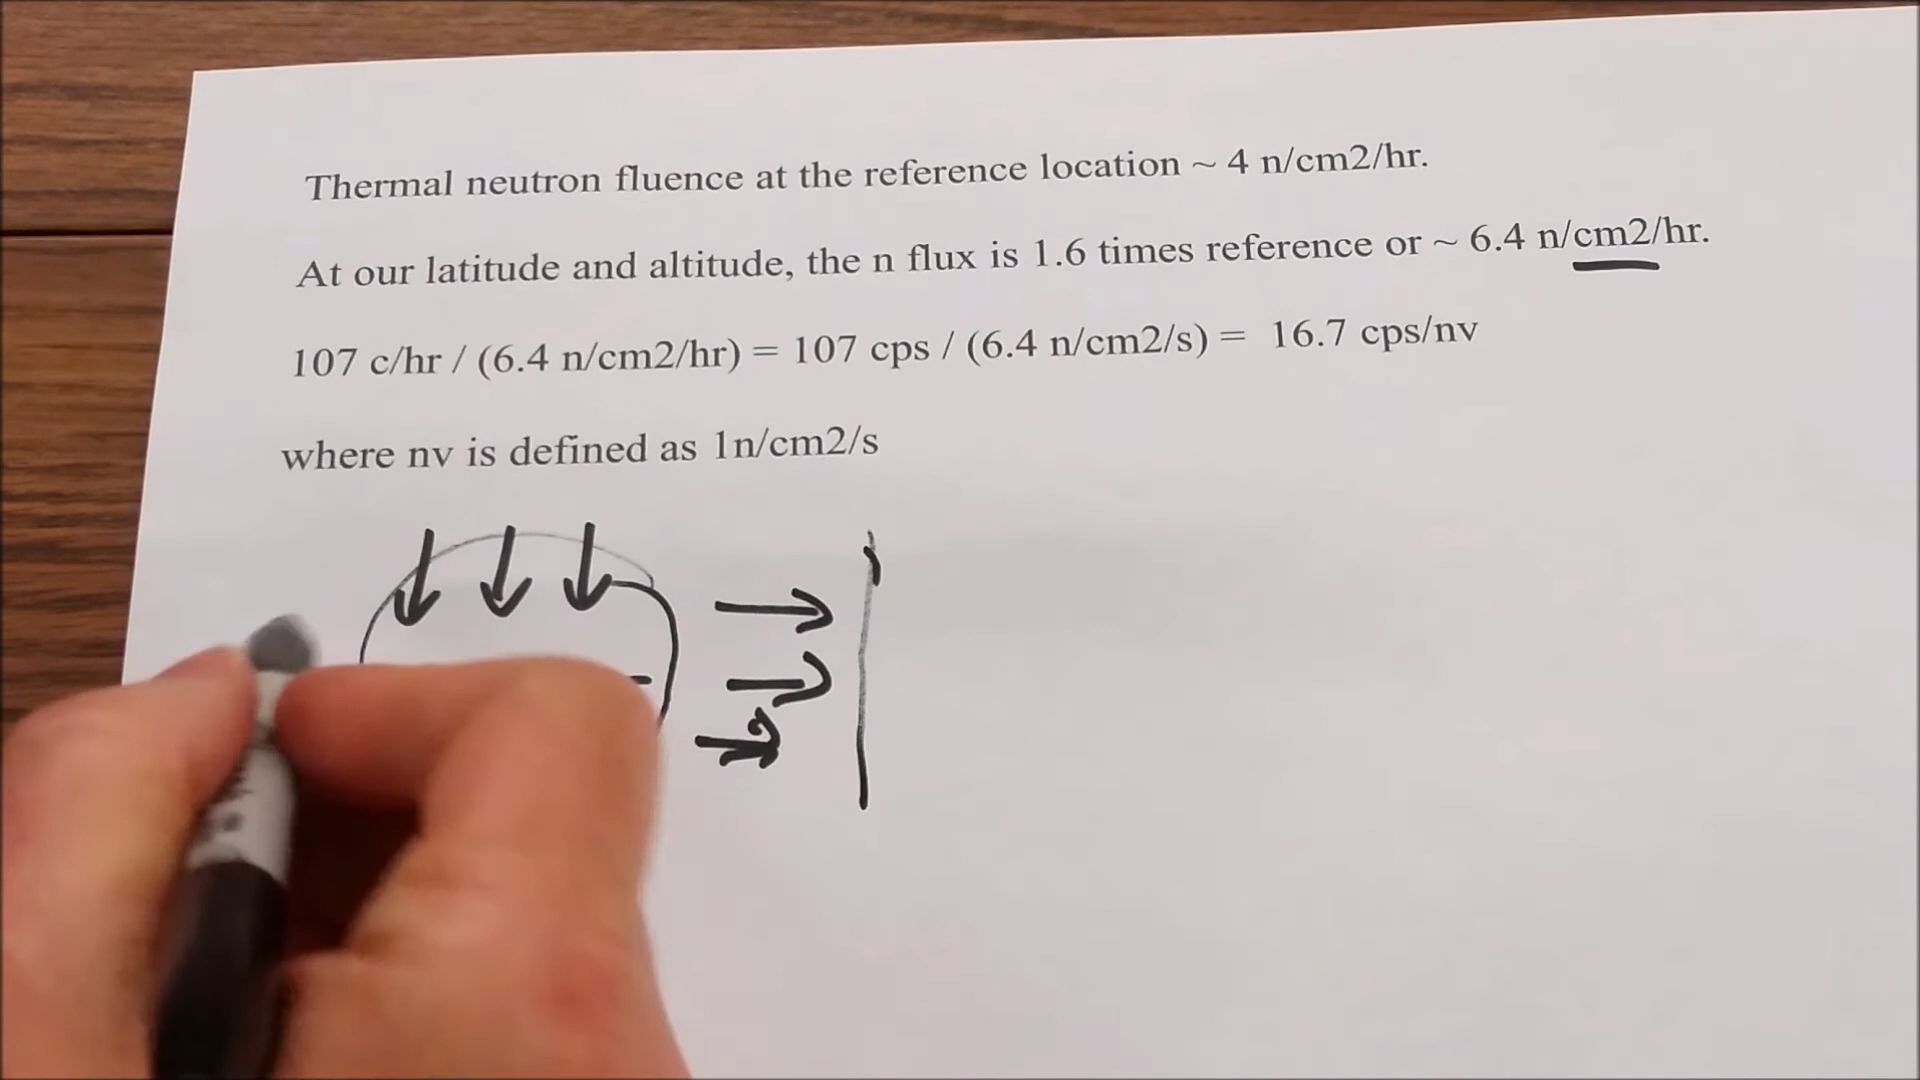 Thermal neutron fluence at the reference location ~ 4 n/cm2/hr.
At our latitude and altitude, the n flux is 1.6 times reference or ~ 6.4 n/cm2/hr.
107 c/hr / (6.4 n/cm2/hr) = 107 cps / (6.4 n/cm2/s) = 16.7 cps/nv
where nv is defined as 1n/cm2/s